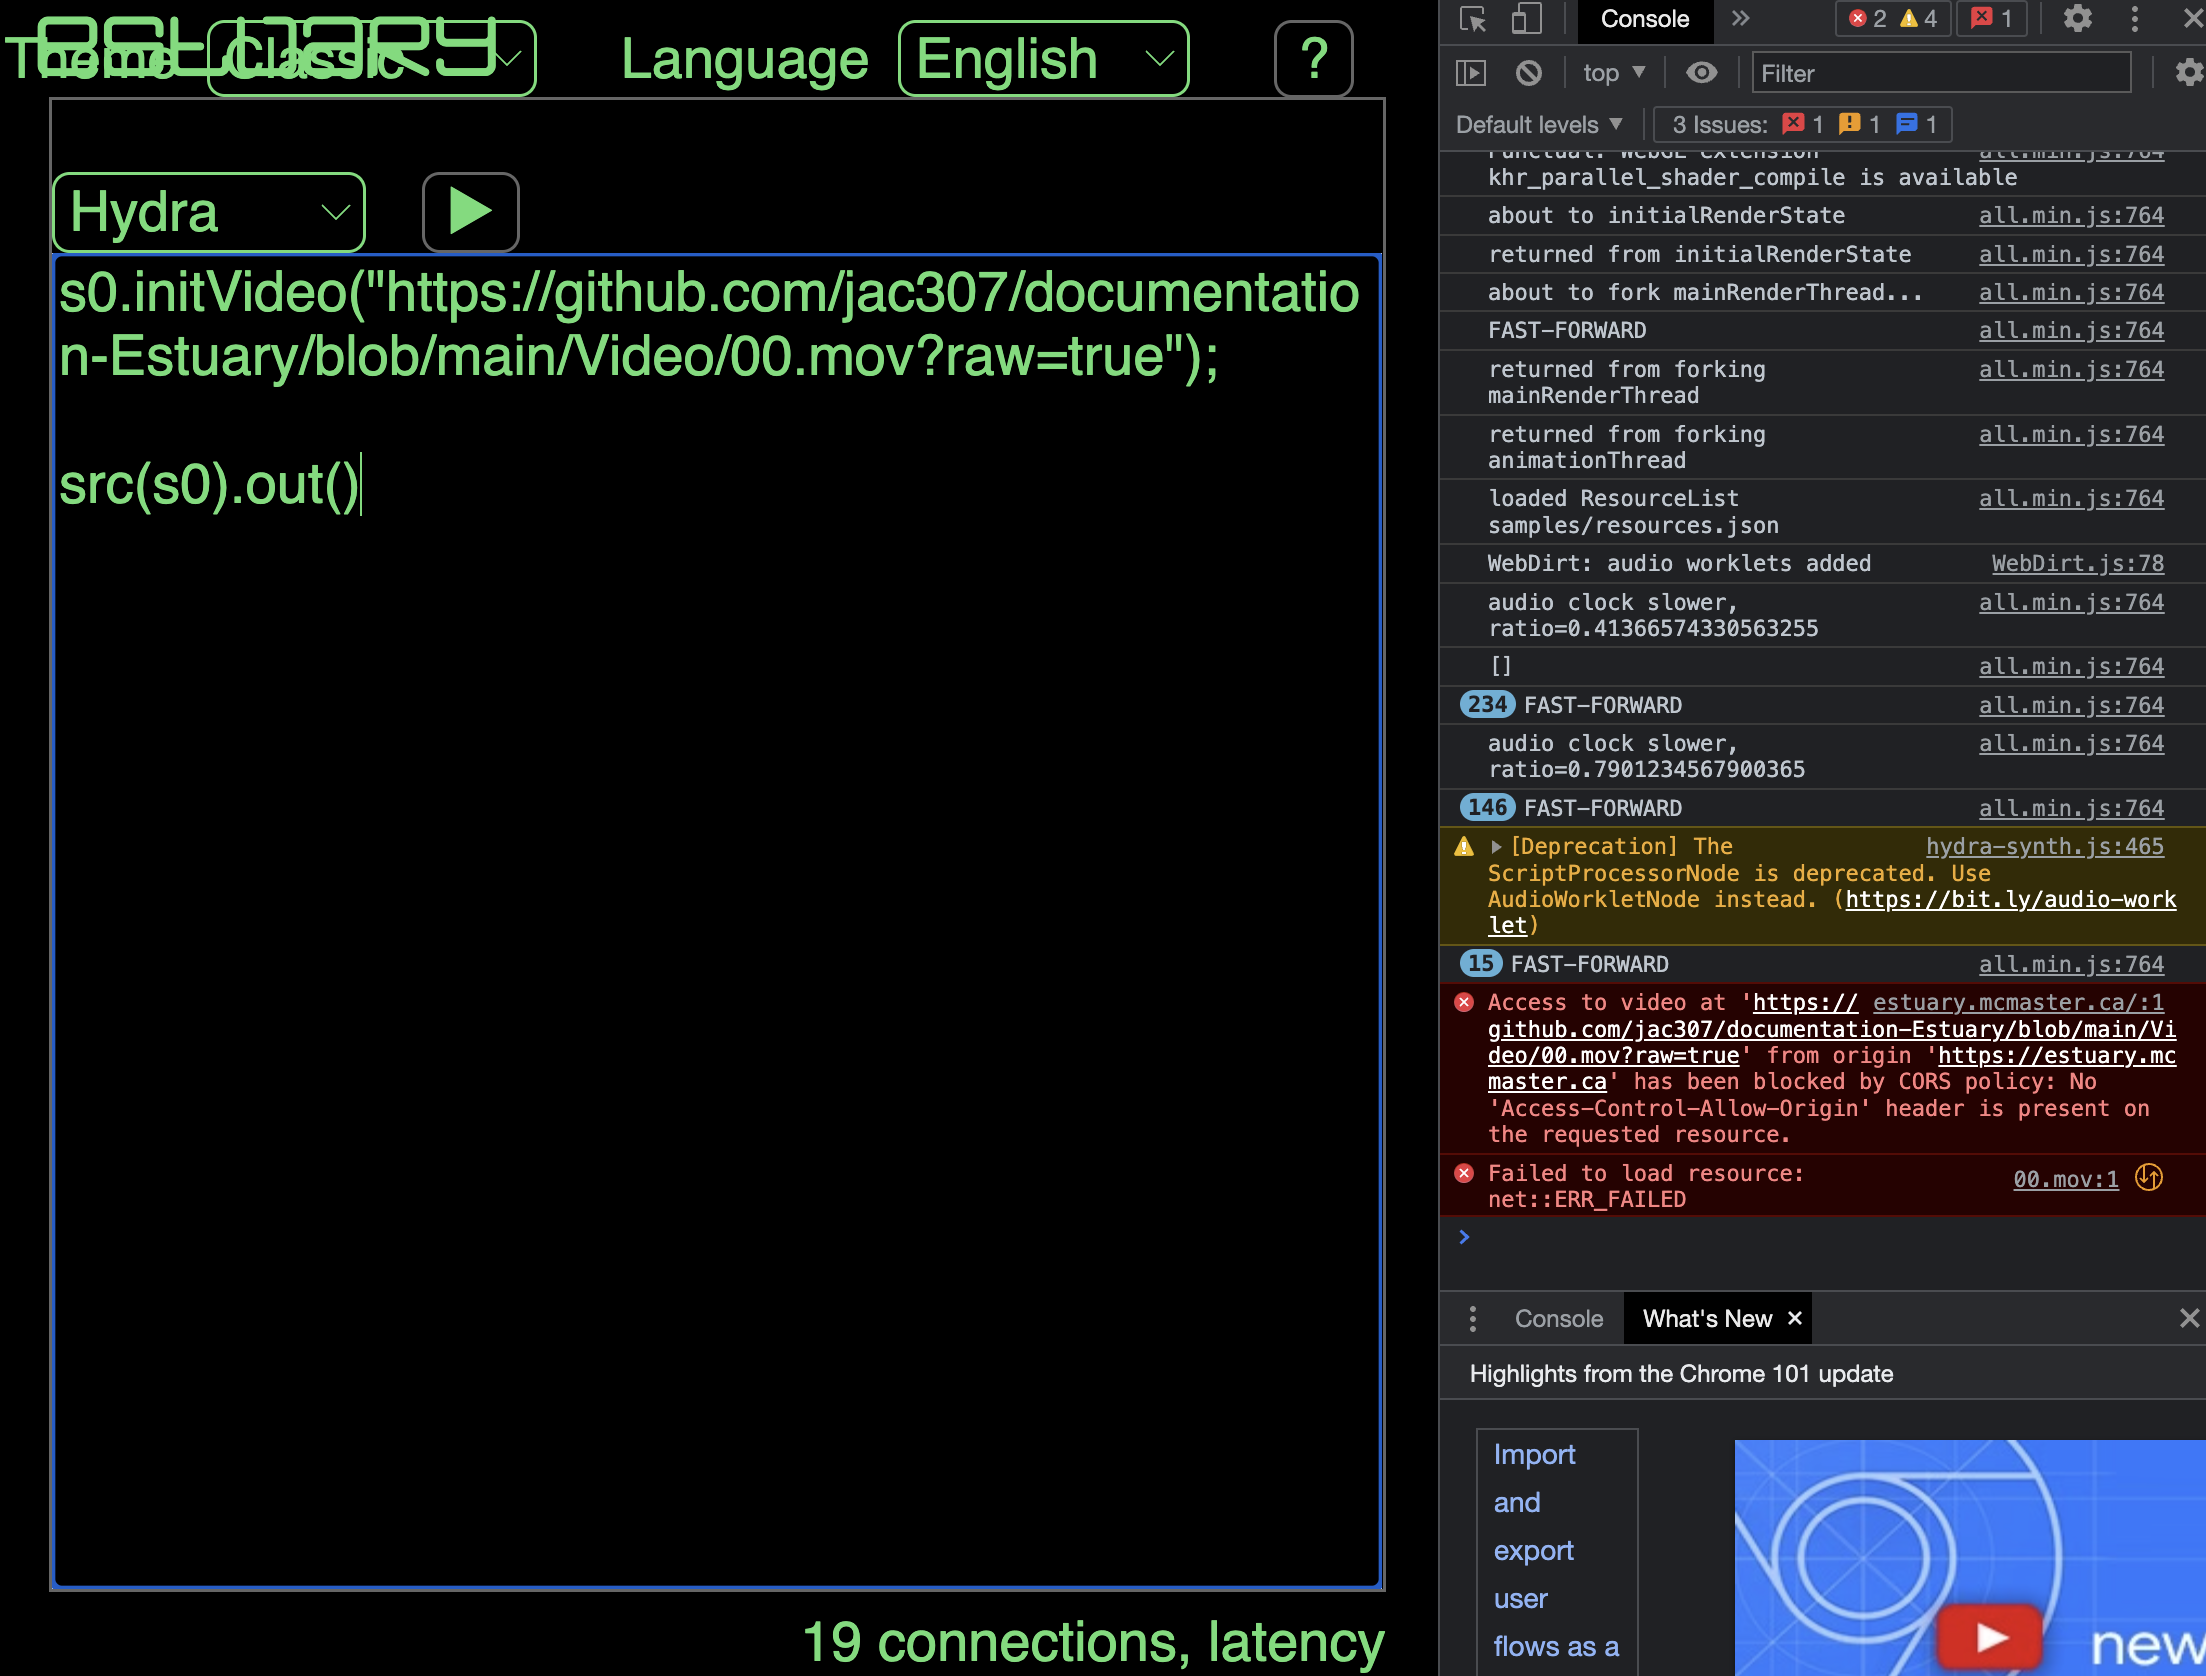 estuary
Theme Classic Language English ?
Hydra
s0.initVideo("https://github.com/jac307/documentatio
n-Estuary/blob/main/Video/00.mov?raw=true");
src(s0).out()
19 connections, latency
Console 2 4 1
top Filter
Default levels 3 Issues: 1 1 1
Punctual: WebGL extension all.min.js:764
khr_parallel_shader_compile is available
about to initialRenderState all.min.js:764
returned from initialRenderState all.min.js:764
about to fork mainRenderThread... all.min.js:764
FAST-FORWARD all.min.js:764
returned from forking all.min.js:764
mainRenderThread
returned from forking all.min.js:764
animationThread
loaded ResourceList all.min.js:764
samples/resources.json
WebDirt: audio worklets added WebDirt.js:78
audio clock slower, all.min.js:764
ratio=0.41366574330563255
[] all.min.js:764
234 FAST-FORWARD all.min.js:764
audio clock slower, all.min.js:764
ratio=0.7901234567900365
146 FAST-FORWARD all.min.js:764
[Deprecation] The hydra-synth.js:465
ScriptProcessorNode is deprecated. Use
AudioWorkletNode instead. (https://bit.ly/audio-work
let)
15 FAST-FORWARD all.min.js:764
Access to video at 'https:// estuary.mcmaster.ca/:1
github.com/jac307/documentation-Estuary/blob/main/Vi
deo/00.mov?raw=true' from origin 'https://estuary.mc
master.ca' has been blocked by CORS policy: No
'Access-Control-Allow-Origin' header is present on
the requested resource.
Failed to load resource: 00.mov:1
net::ERR_FAILED
Console What's New
Highlights from the Chrome 101 update
Import
and
export
user
flows as a
new